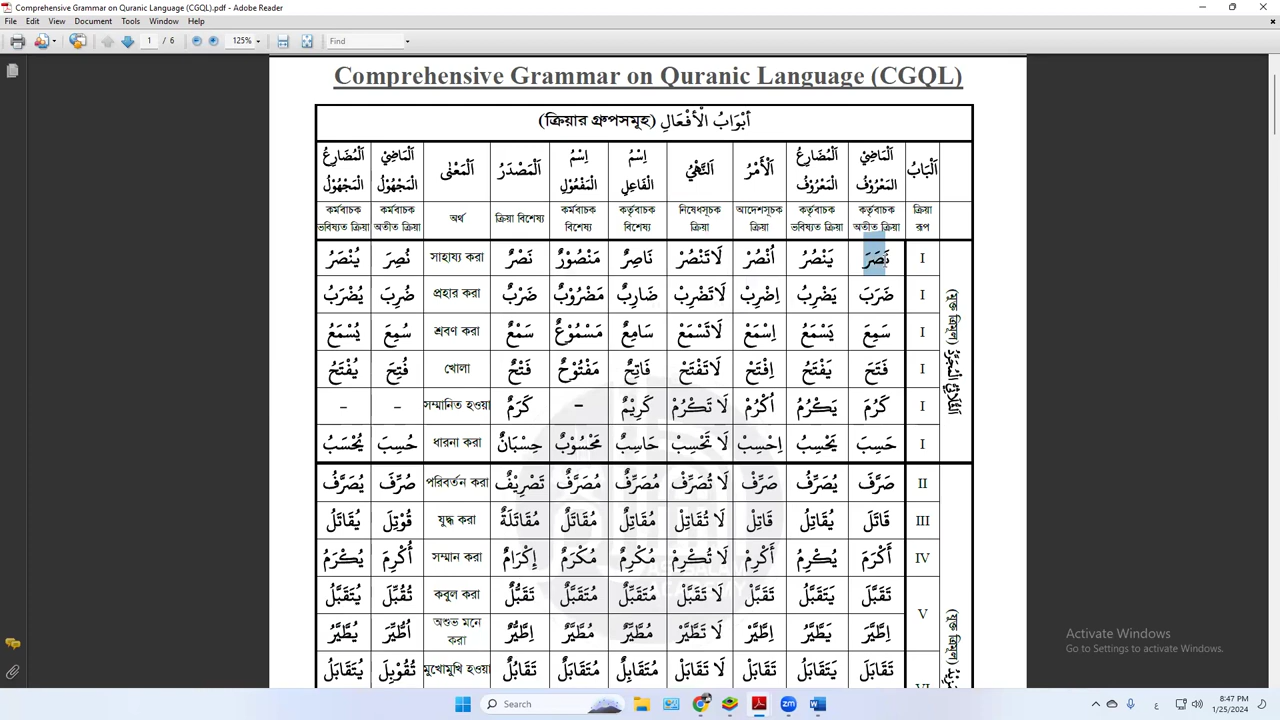 Comprehensive Grammar on Quranic Language (CGQL).pdf - Adobe Reader
File Edit View Document Tools Window Help
1 / 6 125% Find
Comprehensive Grammar on Quranic Language (CGQL)
أَبْوَابُ الْأَفْعَالِ (ক্রিয়ার গ্রুপসমূহ)
اَلْبَابُ اَلْمَاضِيْ الْمَعْرُوْفُ اَلْمُضَارِعُ الْمَعْرُوْفُ اَلْأَمْرُ اَلنَّهْيُ اِسْمُ الْفَاعِلِ اِسْمُ الْمَفْعُوْلِ اَلْمَصْدَرُ اَلْمَعْنٰى اَلْمَاضِيْ الْمَجْهُوْلُ اَلْمُضَارِعُ الْمَجْهُوْلُ
ক্রিয়া রূপ কর্তৃবাচক অতীত ক্রিয়া কর্তৃবাচক ভবিষ্যত ক্রিয়া আদেশসূচক ক্রিয়া নিষেধসূচক ক্রিয়া কর্তৃবাচক বিশেষ্য কর্মবাচক বিশেষ্য ক্রিয়া বিশেষ্য অর্থ কর্মবাচক অতীত ক্রিয়া কর্মবাচক ভবিষ্যত ক্রিয়া
I نَصَرَ يَنْصُرُ اُنْصُرْ لَاتَنْصُرْ نَاصِرٌ مَنْصُوْرٌ نَصْرٌ সাহায্য করা نُصِرَ يُنْصَرُ
I ضَرَبَ يَضْرِبُ اِضْرِبْ لَاتَضْرِبْ ضَارِبٌ مَضْرُوْبٌ ضَرْبٌ প্রহার করা ضُرِبَ يُضْرَبُ
I سَمِعَ يَسْمَعُ اِسْمَعْ لَاتَسْمَعْ سَامِعٌ مَسْمُوْعٌ سَمْعٌ শ্রবণ করা سُمِعَ يُسْمَعُ
I فَتَحَ يَفْتَحُ اِفْتَحْ لَاتَفْتَحْ فَاتِحٌ مَفْتُوْحٌ فَتْحٌ খোলা فُتِحَ يُفْتَحُ
I كَرُمَ يَكْرُمُ اُكْرُمْ لَا تَكْرُمْ كَرِيْمٌ – كَرَمٌ সম্মানিত হওয়া – –
I حَسِبَ يَحْسِبُ اِحْسِبْ لَا تَحْسِبْ حَاسِبٌ مَحْسُوْبٌ حِسْبَانٌ ধারনা করা حُسِبَ يُحْسَبُ
II صَرَّفَ يُصَرِّفُ صَرِّفْ لَا تُصَرِّفْ مُصَرِّفٌ مُصَرَّفٌ تَصْرِيْفٌ পরিবর্তন করা صُرِّفَ يُصَرَّفُ
III قَاتَلَ يُقَاتِلُ قَاتِلْ لَا تُقَاتِلْ مُقَاتِلٌ مُقَاتَلٌ مُقَاتَلَةٌ যুদ্ধ করা قُوْتِلَ يُقَاتَلُ
IV أَكْرَمَ يُكْرِمُ أَكْرِمْ لَا تُكْرِمْ مُكْرِمٌ مُكْرَمٌ إِكْرَامٌ সম্মান করা أُكْرِمَ يُكْرَمُ
V تَقَبَّلَ يَتَقَبَّلُ تَقَبَّلْ لَا تَقَبَّلْ مُتَقَبِّلٌ مُتَقَبَّلٌ تَقَبُّلٌ কবুল করা تُقُبِّلَ يُتَقَبَّلُ
اِطَّيَّرَ يَطَّيَّرُ اِطَّيَّرْ لَا تَطَّيَّرْ مُطَّيِّرٌ مُطَّيَّرٌ اِطَّيُّرٌ অশুভ মনে করা اُطُّيِّرَ يُطَّيَّرُ
VI تَقَابَلَ يَتَقَابَلُ تَقَابَلْ لَا تَقَابَلْ مُتَقَابِلٌ مُتَقَابَلٌ تَقَابُلٌ মুখোমুখি হওয়া تُقُوْبِلَ يُتَقَابَلُ
ACADEMY
Activate Windows
Go to Settings to activate Windows.
Search
8:47 PM
1/25/2024